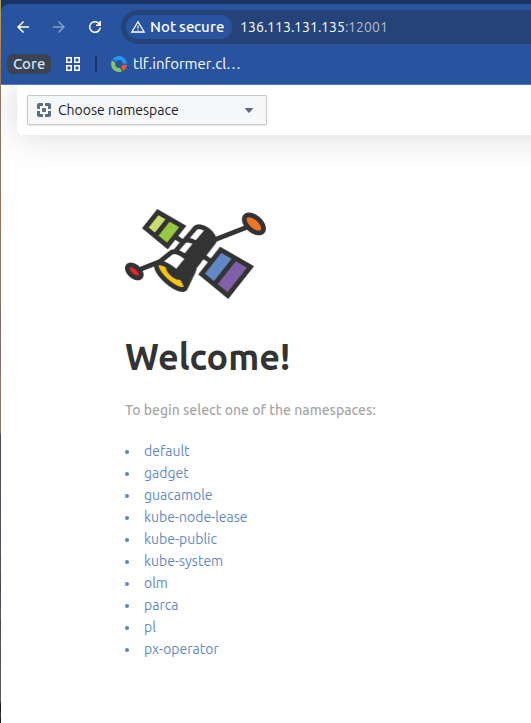 Not secure 136.113.131.135:12001
Core tlf.informer.cl...
Choose namespace
Welcome!
To begin select one of the namespaces:
default
gadget
guacamole
kube-node-lease
kube-public
kube-system
olm
parca
pl
px-operator